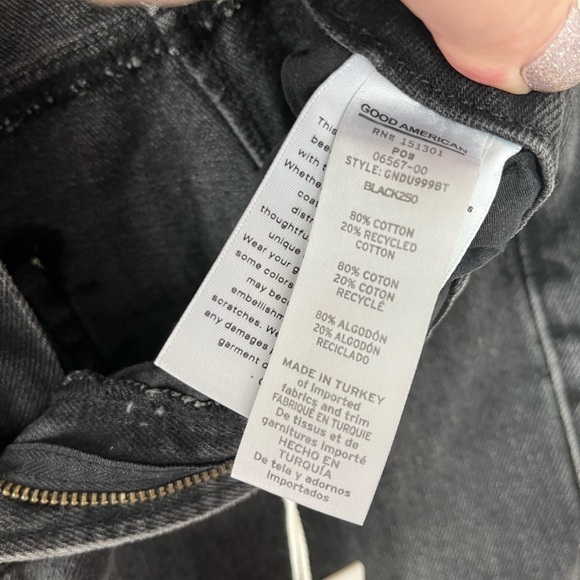 GOOD AMERICAN
RN# 151301
PO#
06567-00
STYLE: GNDU999BT
BLACK250
80% COTTON
20% RECYCLED
COTTON
80% COTON
20% COTON
RECYCLÉ
80% ALGODÓN
20% ALGODÓN
RECICLADO
MADE IN TURKEY
of Imported
fabrics and trim
FABRIQUÉ EN TURQUIE
De tissus et de
garnitures importé
HECHO EN
TURQUÍA
De tela y adornos
Importados
This
bee
with
Whethe
coat
distr
thoughtfu
unique
Wear your g
some colors
may bec
embellishm
scratches. We
any damages
garment
s